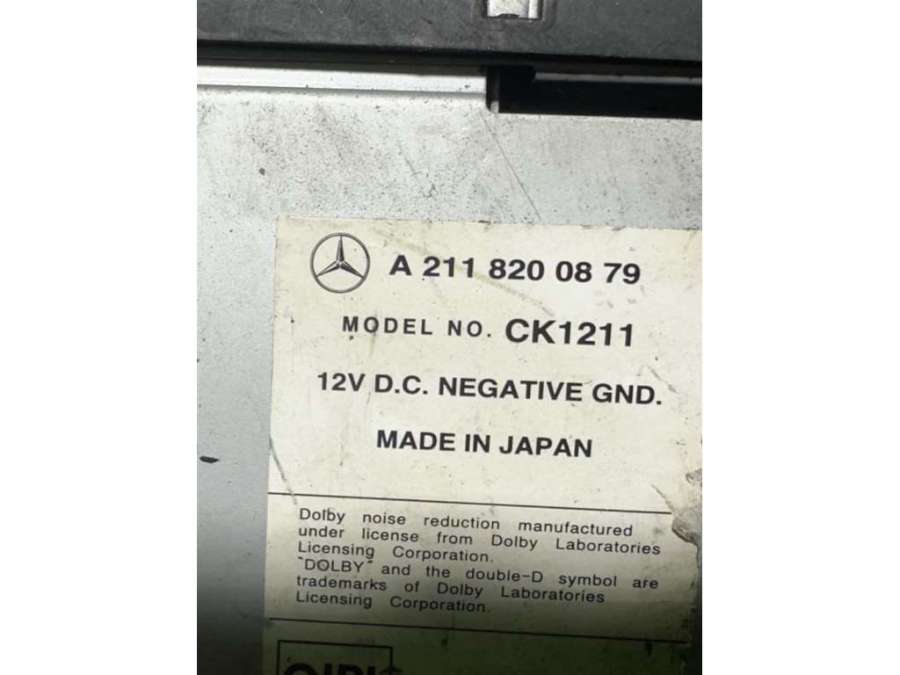 A 211 820 08 79
MODEL NO. CK1211
12V D.C. NEGATIVE GND.
MADE IN JAPAN
Dolby noise reduction manufactured
under license from Dolby Laboratories
Licensing Corporation.
"DOLBY" and the double-D symbol are
trademarks of Dolby Laboratories
Licensing Corporation.